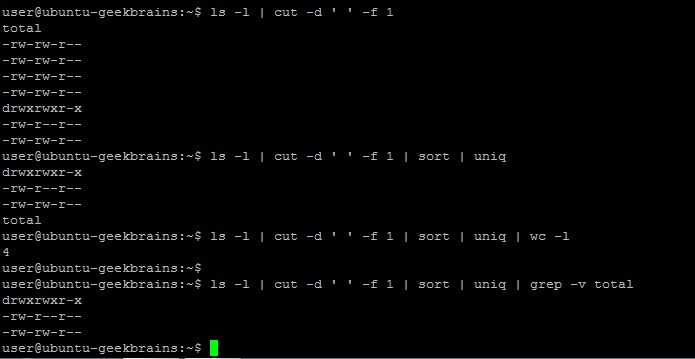 user@ubuntu-geekbrains:~$ ls -l | cut -d ' ' -f 1
total
-rw-rw-r--
-rw-rw-r--
-rw-rw-r--
-rw-rw-r--
drwxrwxr-x
-rw-r--r--
-rw-rw-r--
user@ubuntu-geekbrains:~$ ls -l | cut -d ' ' -f 1 | sort | uniq
drwxrwxr-x
-rw-r--r--
-rw-rw-r--
total
user@ubuntu-geekbrains:~$ ls -l | cut -d ' ' -f 1 | sort | uniq | wc -l
4
user@ubuntu-geekbrains:~$
user@ubuntu-geekbrains:~$ ls -l | cut -d ' ' -f 1 | sort | uniq | grep -v total
drwxrwxr-x
-rw-r--r--
-rw-rw-r--
user@ubuntu-geekbrains:~$